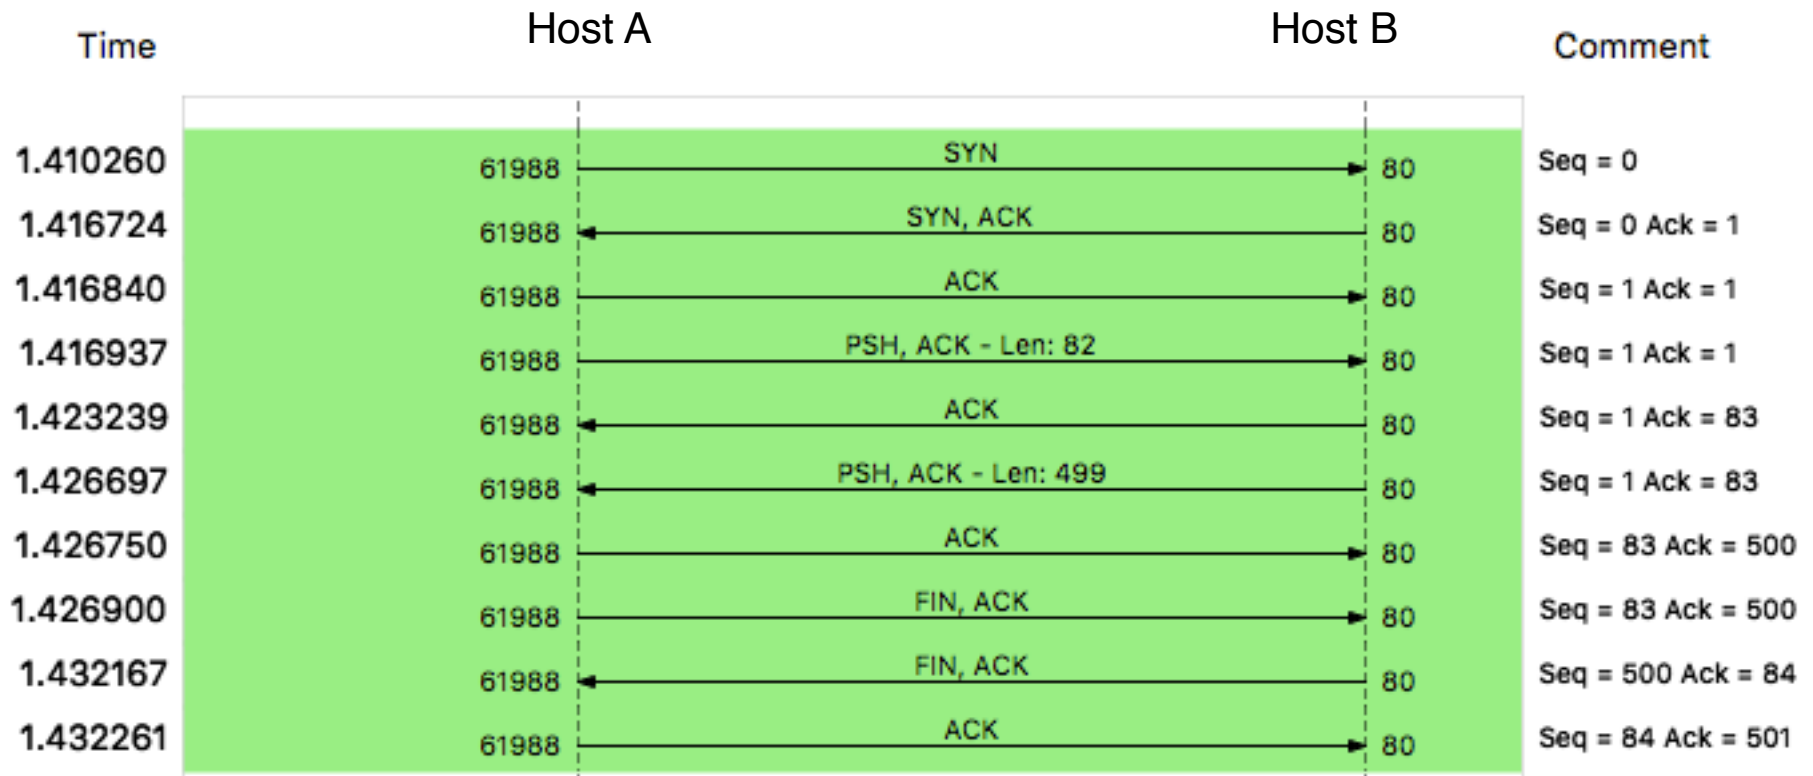 Time Host A Host B Comment
1.410260 61988 SYN 80 Seq = 0
1.416724 61988 SYN, ACK 80 Seq = 0 Ack = 1
1.416840 61988 ACK 80 Seq = 1 Ack = 1
1.416937 61988 PSH, ACK - Len: 82 80 Seq = 1 Ack = 1
1.423239 61988 ACK 80 Seq = 1 Ack = 83
1.426697 61988 PSH, ACK - Len: 499 80 Seq = 1 Ack = 83
1.426750 61988 ACK 80 Seq = 83 Ack = 500
1.426900 61988 FIN, ACK 80 Seq = 83 Ack = 500
1.432167 61988 FIN, ACK 80 Seq = 500 Ack = 84
1.432261 61988 ACK 80 Seq = 84 Ack = 501